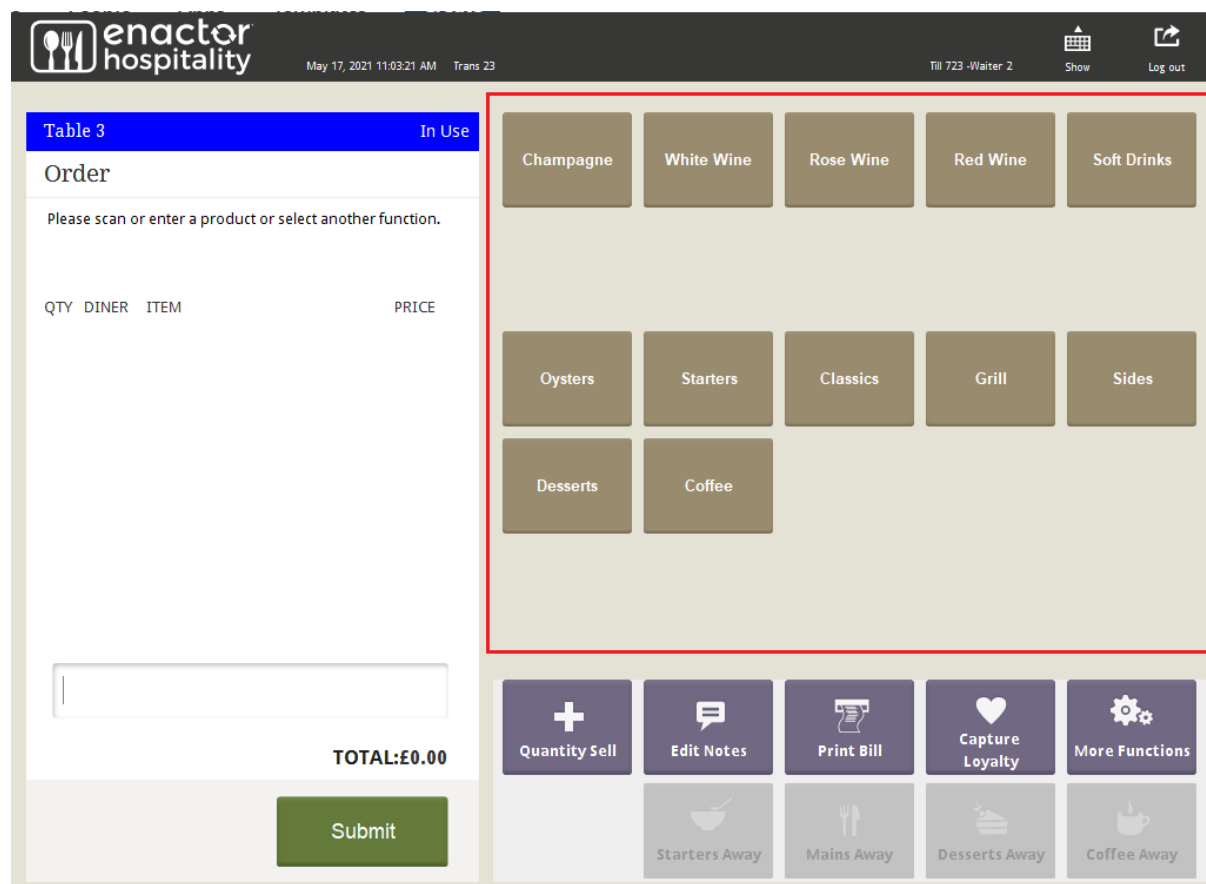 enactor
hospitality
May 17, 2021 11:03:21 AM Trans 23
Till 723 -Waiter 2
Show
Log out
Table 3 In Use
Order
Please scan or enter a product or select another function.
QTY DINER ITEM PRICE
TOTAL:£0.00
Submit
Champagne White Wine Rose Wine Red Wine Soft Drinks
Oysters Starters Classics Grill Sides
Desserts Coffee
Quantity Sell Edit Notes Print Bill Capture Loyalty More Functions
Starters Away Mains Away Desserts Away Coffee Away